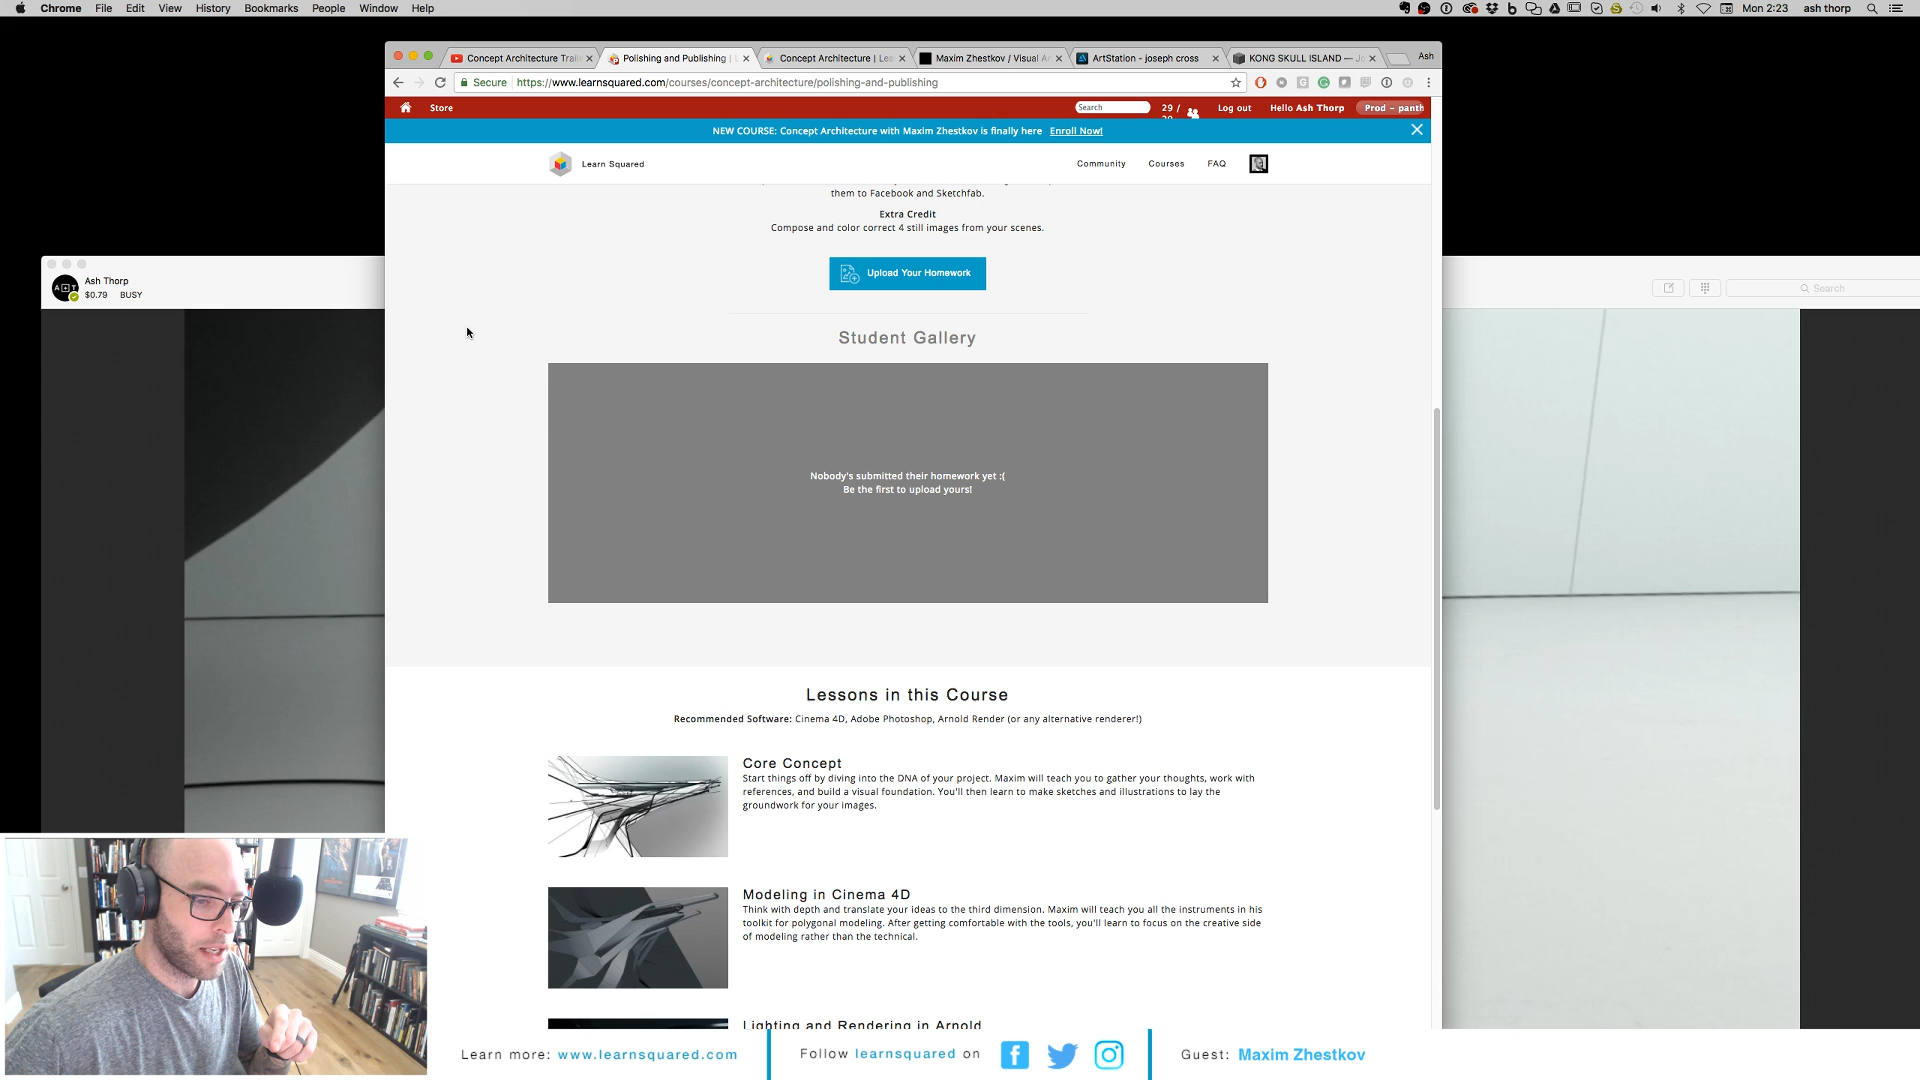 Chrome File Edit View History Bookmarks People Window Help
Mon 2:23 ash thorp
Concept Architecture Trail
Polishing and Publishing | L
Concept Architecture | Lea
Maxim Zhestkov / Visual Ar
ArtStation - joseph cross
KONG SKULL ISLAND — Jo
Ash
Secure https://www.learnsquared.com/courses/concept-architecture/polishing-and-publishing
Store Search 29 / Log out Hello Ash Thorp Prod - panth
NEW COURSE: Concept Architecture with Maxim Zhestkov is finally here Enroll Now!
Learn Squared Community Courses FAQ
them to Facebook and Sketchfab.
Extra Credit
Compose and color correct 4 still images from your scenes.
Upload Your Homework
Ash Thorp
$0.79 BUSY
Search
Student Gallery
Nobody's submitted their homework yet :(
Be the first to upload yours!
Lessons in this Course
Recommended Software: Cinema 4D, Adobe Photoshop, Arnold Render (or any alternative renderer!)
Core Concept
Start things off by diving into the DNA of your project. Maxim will teach you to gather your thoughts, work with
references, and build a visual foundation. You'll then learn to make sketches and illustrations to lay the
groundwork for your images.
Modeling in Cinema 4D
Think with depth and translate your ideas to the third dimension. Maxim will teach you all the instruments in his
toolkit for polygonal modeling. After getting comfortable with the tools, you'll learn to focus on the creative side
of modeling rather than the technical.
Lighting and Rendering in Arnold
Learn more: www.learnsquared.com
Follow learnsquared on
Guest: Maxim Zhestkov